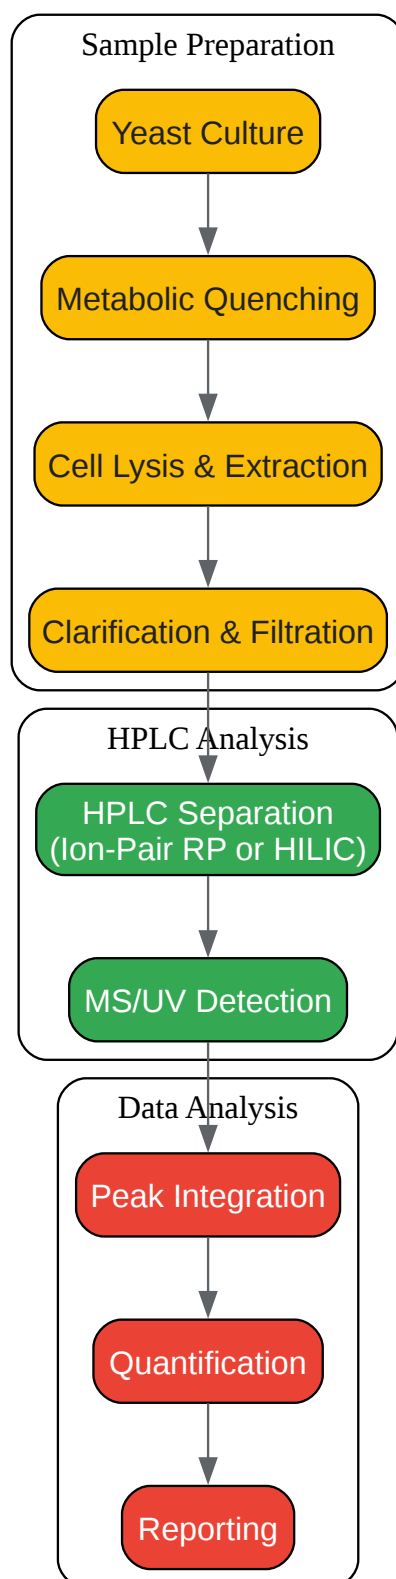 Sample Preparation
Yeast Culture
Metabolic Quenching
Cell Lysis & Extraction
Clarification & Filtration
HPLC Analysis
HPLC Separation
(Ion-Pair RP or HILIC)
MS/UV Detection
Data Analysis
Peak Integration
Quantification
Reporting